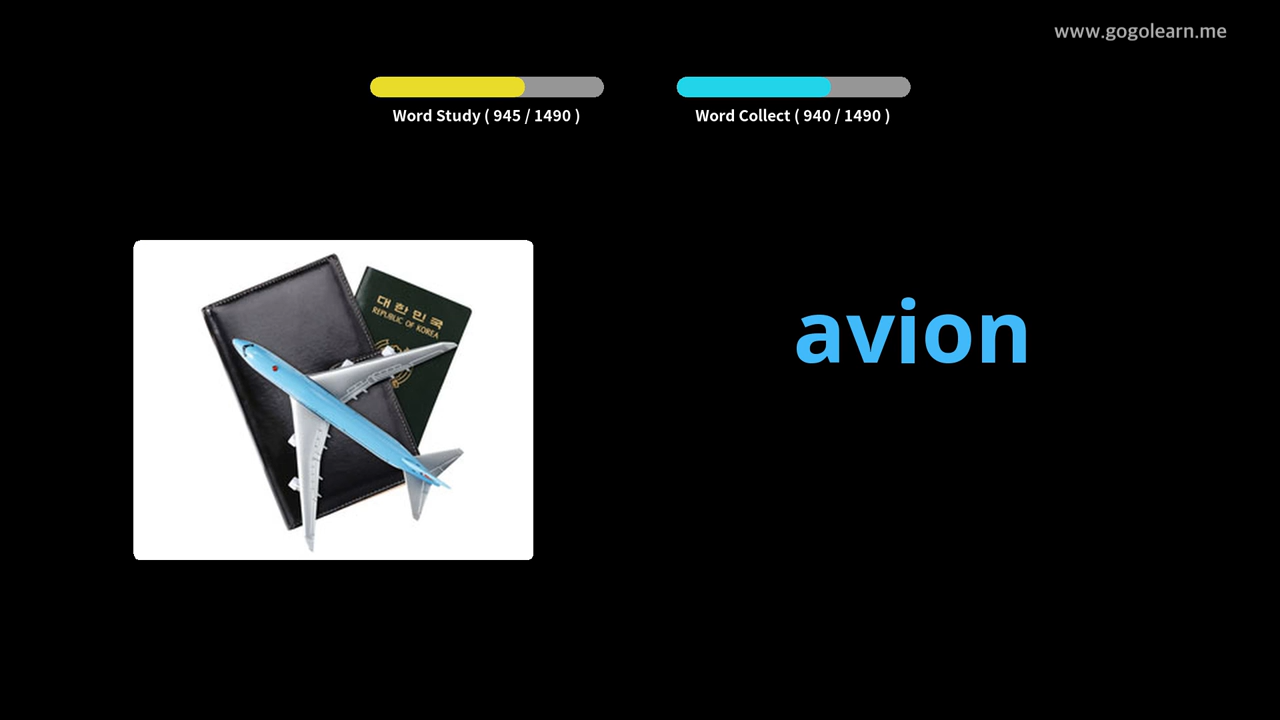 www.gogolearn.me
Word Study ( 945 / 1490 )
Word Collect ( 940 / 1490 )
대한민국
REPUBLIC OF KOREA
avion